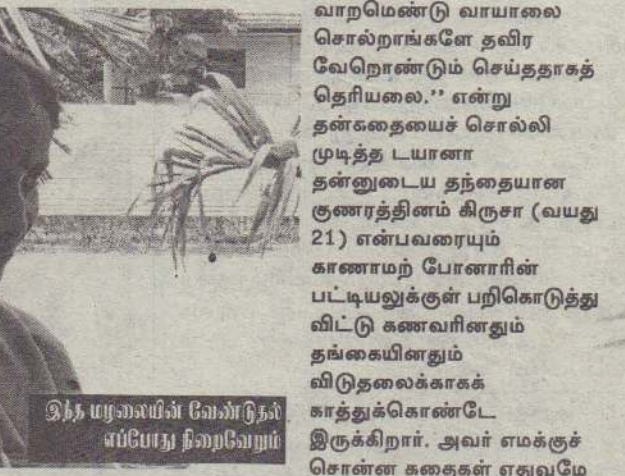 வாறமெண்டு வாயாலை
சொல்றாங்களே தவிர
வேறொண்டும் செய்ததாகத்
தெரியலை.’’ என்று
தன்கதையைச் சொல்லி
முடித்த டயானா
தன்னுடைய தந்தையான
குணரத்தினம் கிருசா (வயது
21) என்பவரையும்
காணாமற் போனாரின்
பட்டியலுக்குள் பறிகொடுத்து
விட்டு கணவரினதும்
தங்கையினதும்
விடுதலைக்காகக்
காத்துக்கொண்டே
இருக்கிறார். அவர் எமக்குச்
சொன்ன கதைகள் எதுவுமே
இந்த மழலையின் வேண்டுதல்
எப்போது நிறைவேறும்